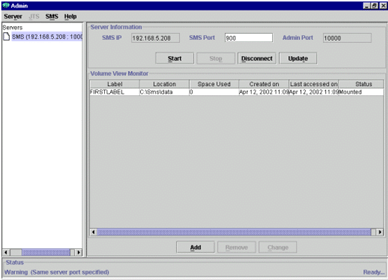 Admin
Server JTS SMS Help
Servers
SMS (192.168.5.208 : 1000
Server Information
SMS IP 192.168.5.208 SMS Port 900 Admin Port 10000
Start Stop Disconnect Update
Volume View Monitor
Label Location Space Used Created on Last accessed on Status
FIRSTLABEL C:\Sms\data 0 Apr 12, 2002 11:09 Apr 12, 2002 11:09 Mounted
Add Remove Change
Status
Warning (Same server port specified) Ready...